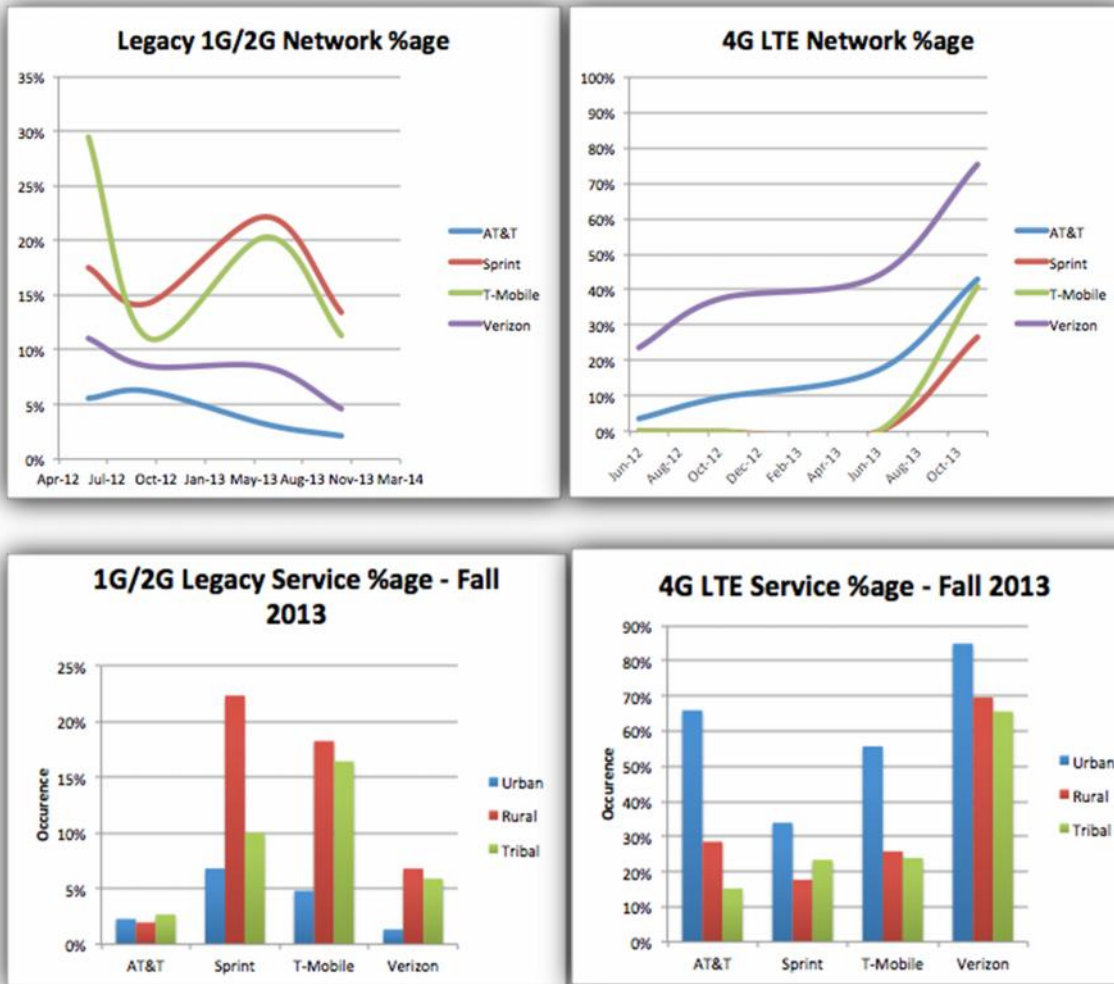 Legacy 1G/2G Network %age
35%
30%
25%
20%
15%
10%
5%
0%
Apr-12 Jul-12 Oct-12 Jan-13 May-13 Aug-13 Nov-13 Mar-14
AT&T
Sprint
T-Mobile
Verizon
4G LTE Network %age
100%
90%
80%
70%
60%
50%
40%
30%
20%
10%
0%
Jun-12 Aug-12 Oct-12 Dec-12 Feb-13 Apr-13 Jun-13 Aug-13 Oct-13
AT&T
Sprint
T-Mobile
Verizon
1G/2G Legacy Service %age - Fall
2013
Occurence
25%
20%
15%
10%
5%
0%
AT&T Sprint T-Mobile Verizon
Urban
Rural
Tribal
4G LTE Service %age - Fall 2013
Occurence
90%
80%
70%
60%
50%
40%
30%
20%
10%
0%
AT&T Sprint T-Mobile Verizon
Urban
Rural
Tribal